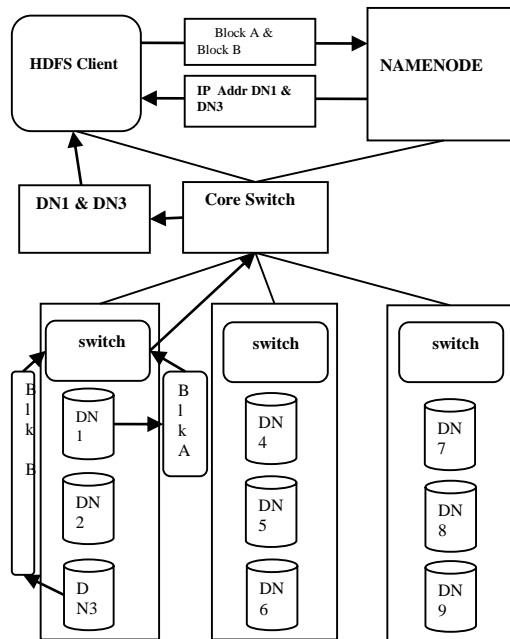 Block A &
Block B
HDFS Client
NAMENODE
IP Addr DN1 &
DN3
DN1 & DN3
Core Switch
switch
switch
switch
B
l
k
B
B
l
k
A
DN
1
DN
2
D
N3
DN
4
DN
5
DN
6
DN
7
DN
8
DN
9